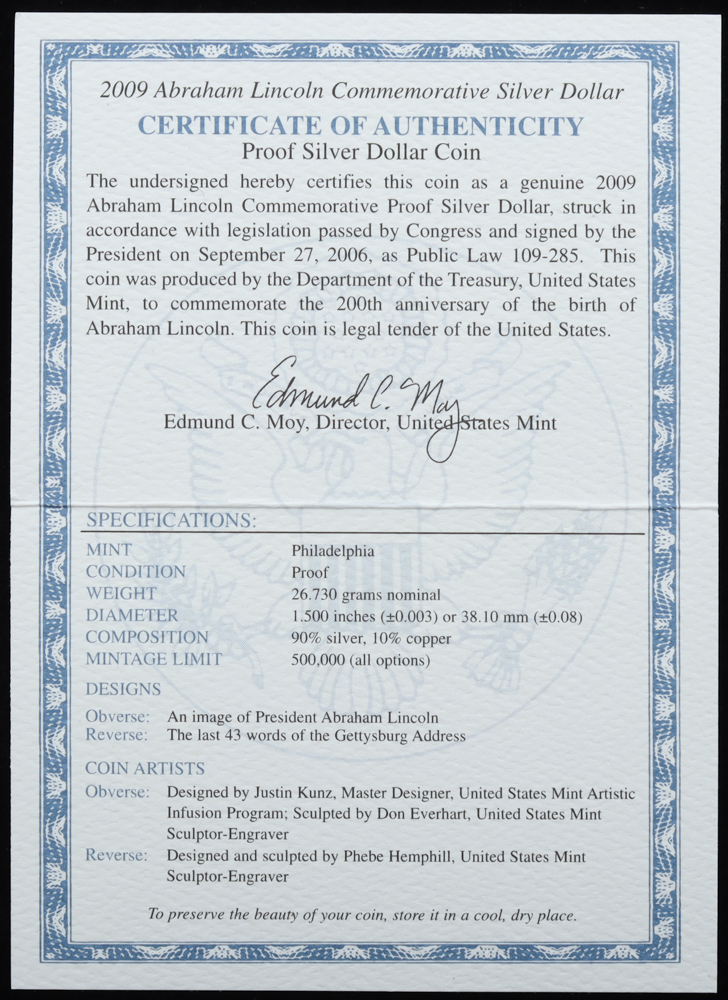 2009 Abraham Lincoln Commemorative Silver Dollar
CERTIFICATE OF AUTHENTICITY
Proof Silver Dollar Coin
The undersigned hereby certifies this coin as a genuine 2009
Abraham Lincoln Commemorative Proof Silver Dollar, struck in
accordance with legislation passed by Congress and signed by the
President on September 27, 2006, as Public Law 109-285. This
coin was produced by the Department of the Treasury, United States
Mint, to commemorate the 200th anniversary of the birth of
Abraham Lincoln. This coin is legal tender of the United States.
Edmund C. Moy
Edmund C. Moy, Director, United States Mint
SPECIFICATIONS:
MINT Philadelphia
CONDITION Proof
WEIGHT 26.730 grams nominal
DIAMETER 1.500 inches (±0.003) or 38.10 mm (±0.08)
COMPOSITION 90% silver, 10% copper
MINTAGE LIMIT 500,000 (all options)
DESIGNS
Obverse: An image of President Abraham Lincoln
Reverse: The last 43 words of the Gettysburg Address
COIN ARTISTS
Obverse: Designed by Justin Kunz, Master Designer, United States Mint Artistic
Infusion Program; Sculpted by Don Everhart, United States Mint
Sculptor-Engraver
Reverse: Designed and sculpted by Phebe Hemphill, United States Mint
Sculptor-Engraver
To preserve the beauty of your coin, store it in a cool, dry place.